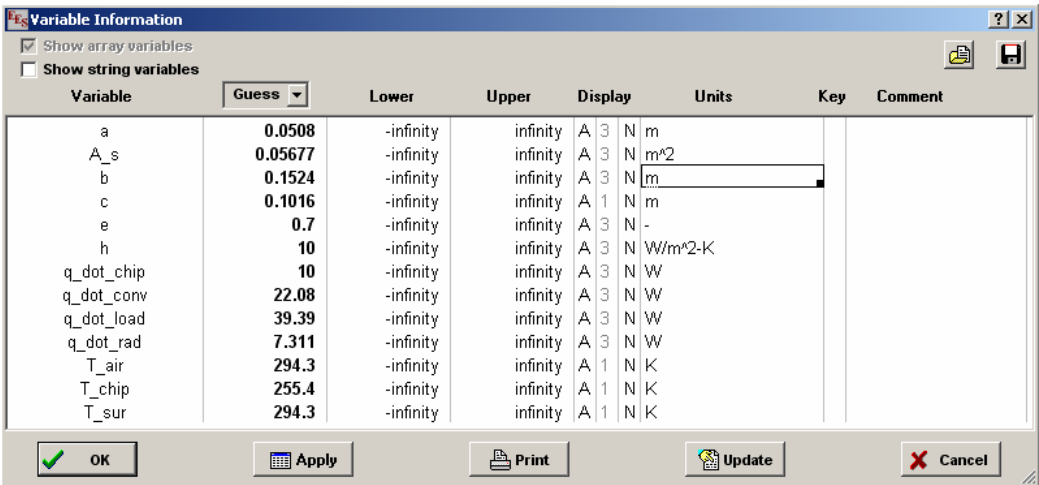 EES Variable Information
Show array variables
Show string variables
Variable Guess Lower Upper Display Units Key Comment
a 0.0508 -infinity infinity A 3 N m
A_s 0.05677 -infinity infinity A 3 N m^2
b 0.1524 -infinity infinity A 3 N m
c 0.1016 -infinity infinity A 1 N m
e 0.7 -infinity infinity A 3 N -
h 10 -infinity infinity A 3 N W/m^2-K
q_dot_chip 10 -infinity infinity A 3 N W
q_dot_conv 22.08 -infinity infinity A 3 N W
q_dot_load 39.39 -infinity infinity A 3 N W
q_dot_rad 7.311 -infinity infinity A 3 N W
T_air 294.3 -infinity infinity A 1 N K
T_chip 255.4 -infinity infinity A 1 N K
T_sur 294.3 -infinity infinity A 1 N K
OK Apply Print Update Cancel